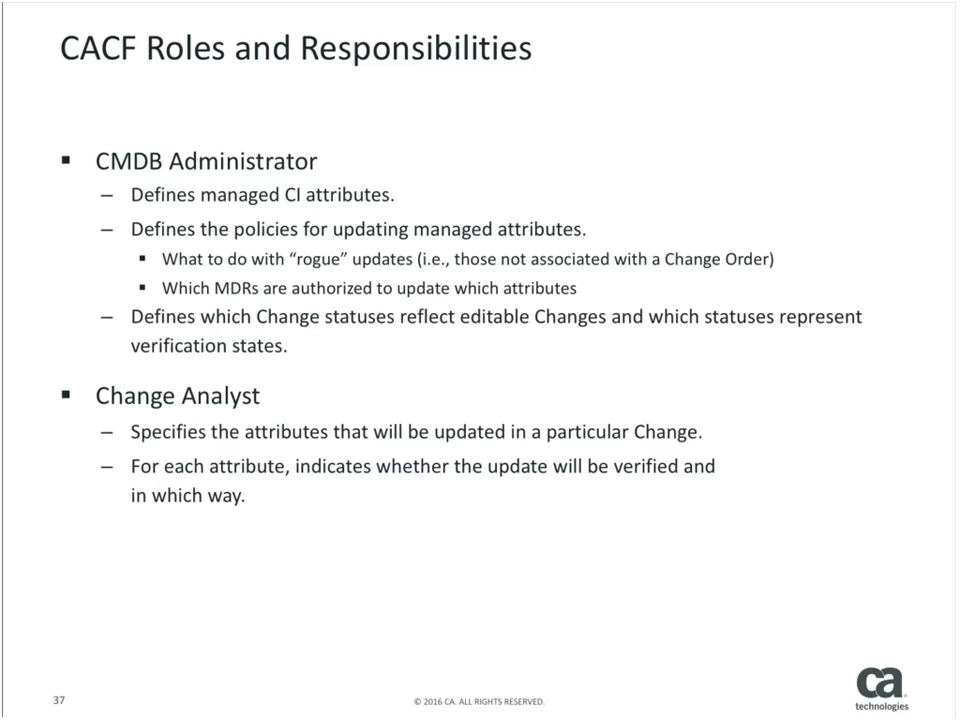 CACF Roles and Responsibilities
▪ CMDB Administrator
– Defines managed CI attributes.
– Defines the policies for updating managed attributes.
▪ What to do with “rogue” updates (i.e., those not associated with a Change Order)
▪ Which MDRs are authorized to update which attributes
– Defines which Change statuses reflect editable Changes and which statuses represent
verification states.
▪ Change Analyst
– Specifies the attributes that will be updated in a particular Change.
– For each attribute, indicates whether the update will be verified and
in which way.
37
© 2016 CA. ALL RIGHTS RESERVED.
ca
technologies